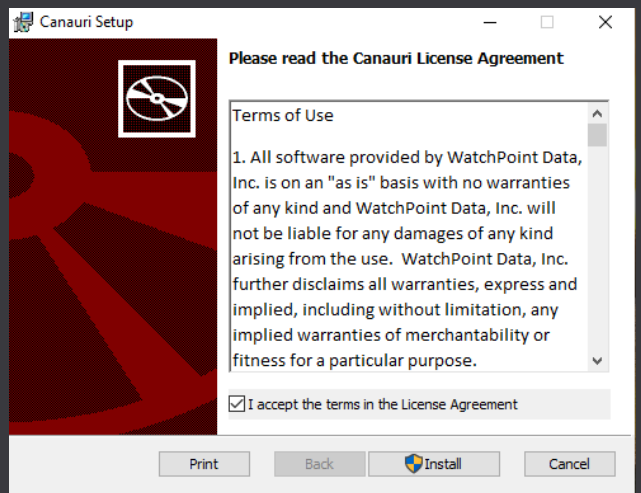 Canauri Setup
Please read the Canauri License Agreement
Terms of Use
1. All software provided by WatchPoint Data,
Inc. is on an "as is" basis with no warranties
of any kind and WatchPoint Data, Inc. will
not be liable for any damages of any kind
arising from the use.  WatchPoint Data, Inc.
further disclaims all warranties, express and
implied, including without limitation, any
implied warranties of merchantability or
fitness for a particular purpose.
I accept the terms in the License Agreement
Print
Back
Install
Cancel